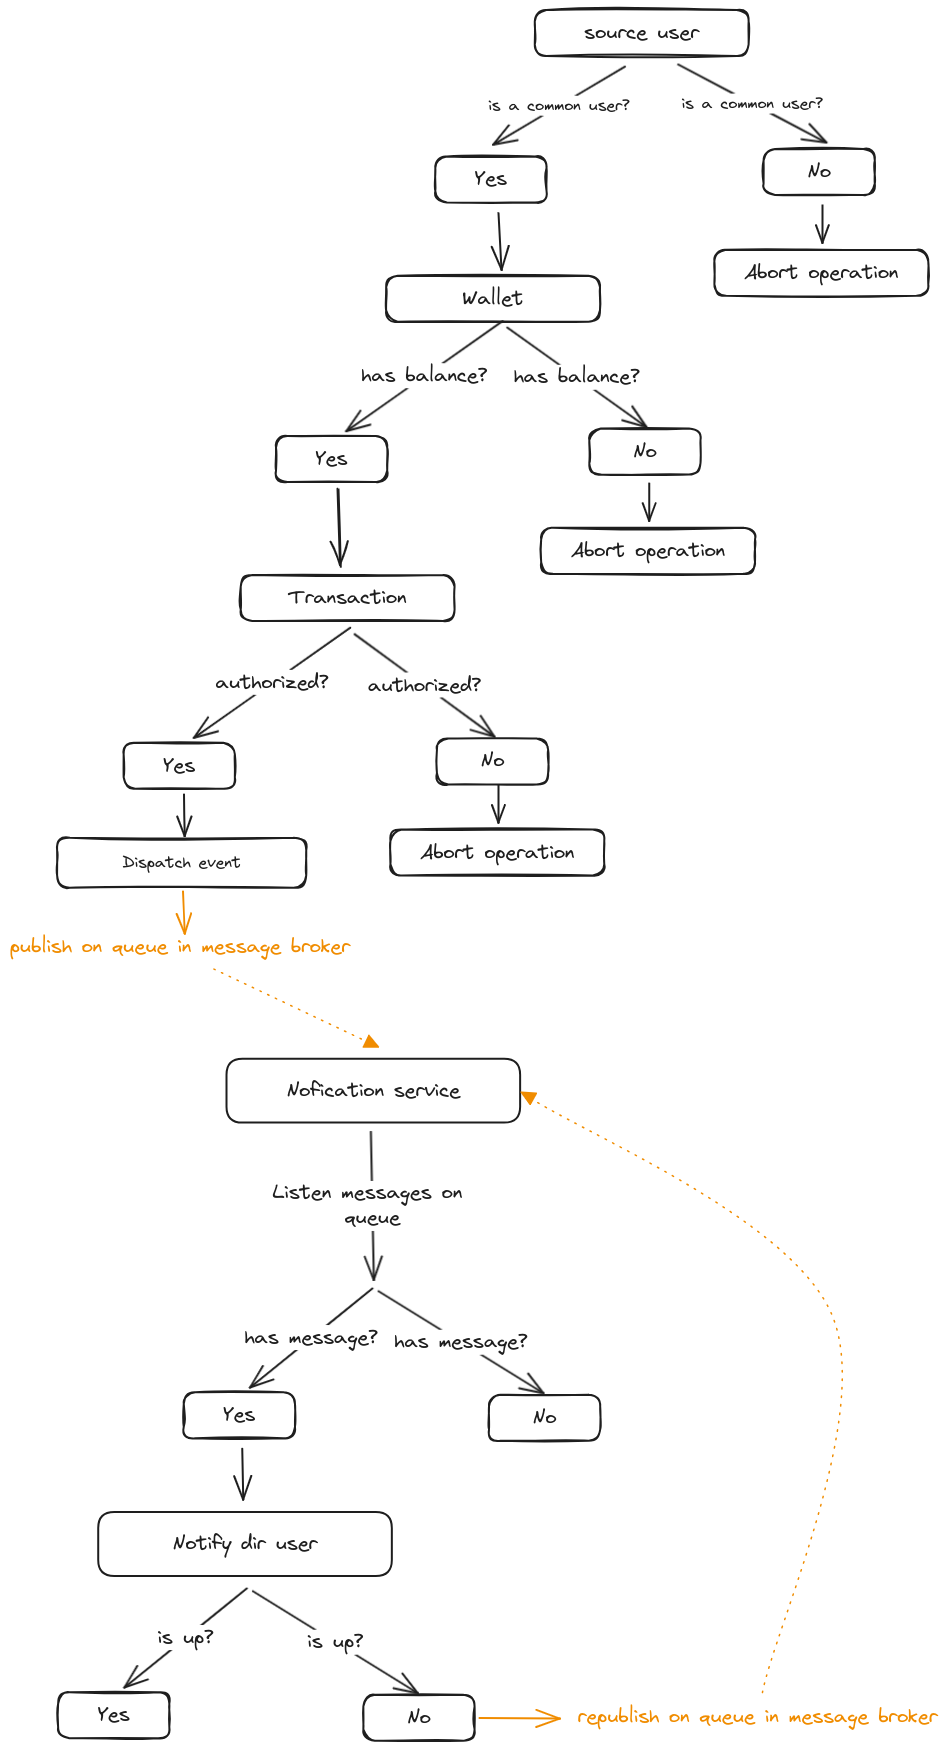 source user
is a common user?
is a common user?
Yes
No
Abort operation
Wallet
has balance?
has balance?
Yes
No
Abort operation
Transaction
authorized?
authorized?
Yes
No
Dispatch event
Abort operation
publish on queue in message broker
Nofication service
Listen messages on
queue
has message?
has message?
Yes
No
Notify dir user
is up?
is up?
Yes
No
republish on queue in message broker